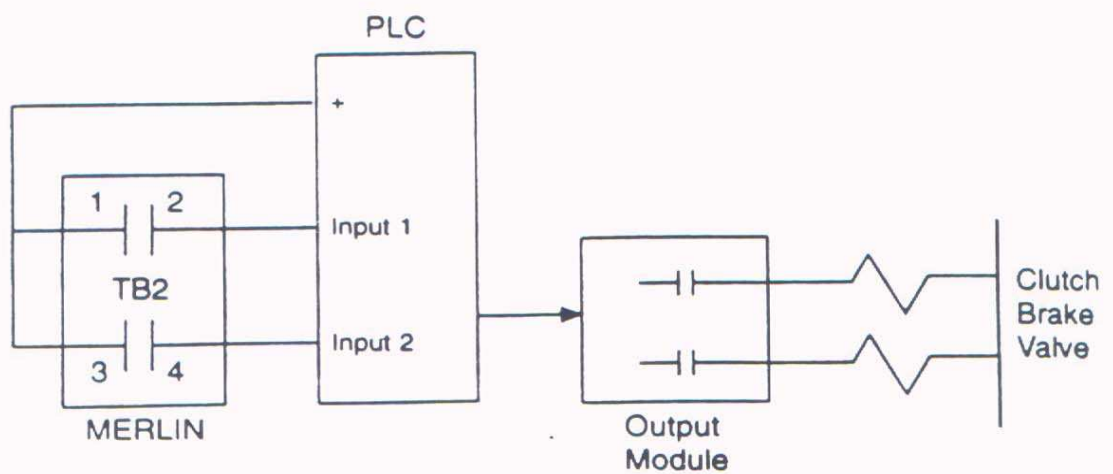 PLC
+
1 2
Input 1
TB2
3 4
Input 2
MERLIN
Output
Module
Clutch
Brake
Valve